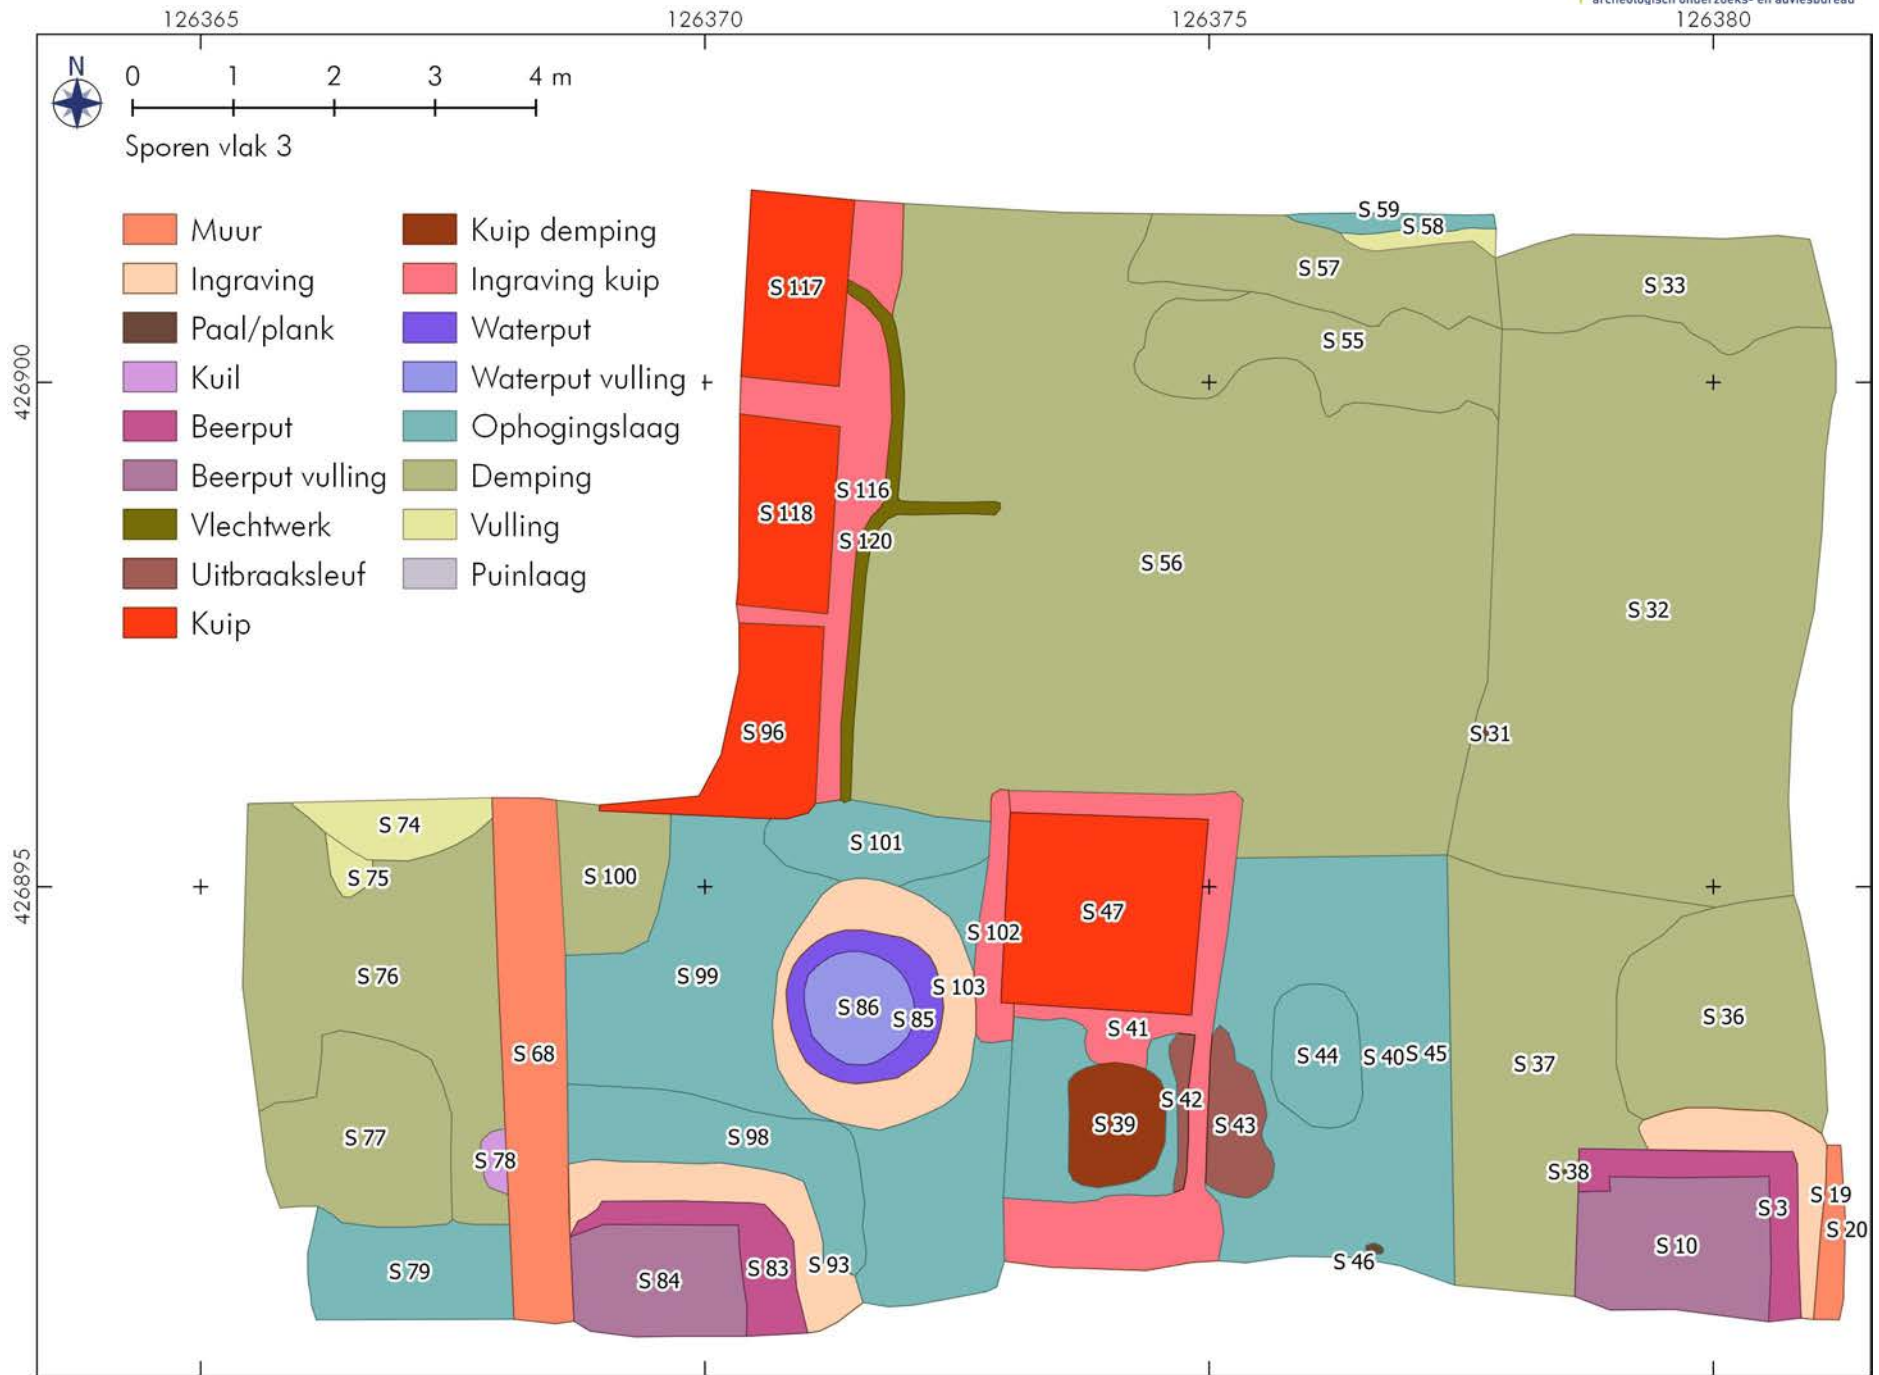 archeologisch onderzoeks- en adviesbureau
126365 126370 126375 126380
N 0 1 2 3 4 m
Sporen vlak 3
Muur
Ingraving
Paal/plank
Kuil
Beerput
Beerput vulling
Vlechtwerk
Uitbraaksleuf
Kuip
Kuip demping
Ingraving kuip
Waterput
Waterput vulling
Ophogingslaag
Demping
Vulling
Puinlaag
426900
426895
S 59
S 58
S 57
S 33
S 117
S 55
S 116
S 118
S 120
S 56
S 32
S 96
S 31
S 74
S 101
S 75
S 100
S 47
S 102
S 76
S 99
S 103
S 86
S 85
S 36
S 41
S 68
S 44
S 40
S 45
S 37
S 42
S 39
S 43
S 77
S 98
S 78
S 38
S 19
S 3
S 20
S 10
S 79
S 84
S 83
S 93
S 46